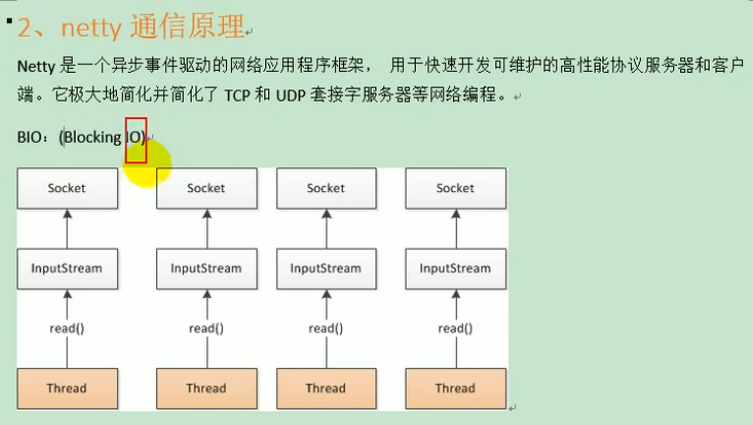 2、netty 通信原理
Netty 是一个异步事件驱动的网络应用程序框架， 用于快速开发可维护的高性能协议服务器和客户
端。它极大地简化并简化了 TCP 和 UDP 套接字服务器等网络编程。
BIO：(Blocking IO)
Socket Socket Socket Socket
InputStream InputStream InputStream InputStream
read() read() read() read()
Thread Thread Thread Thread